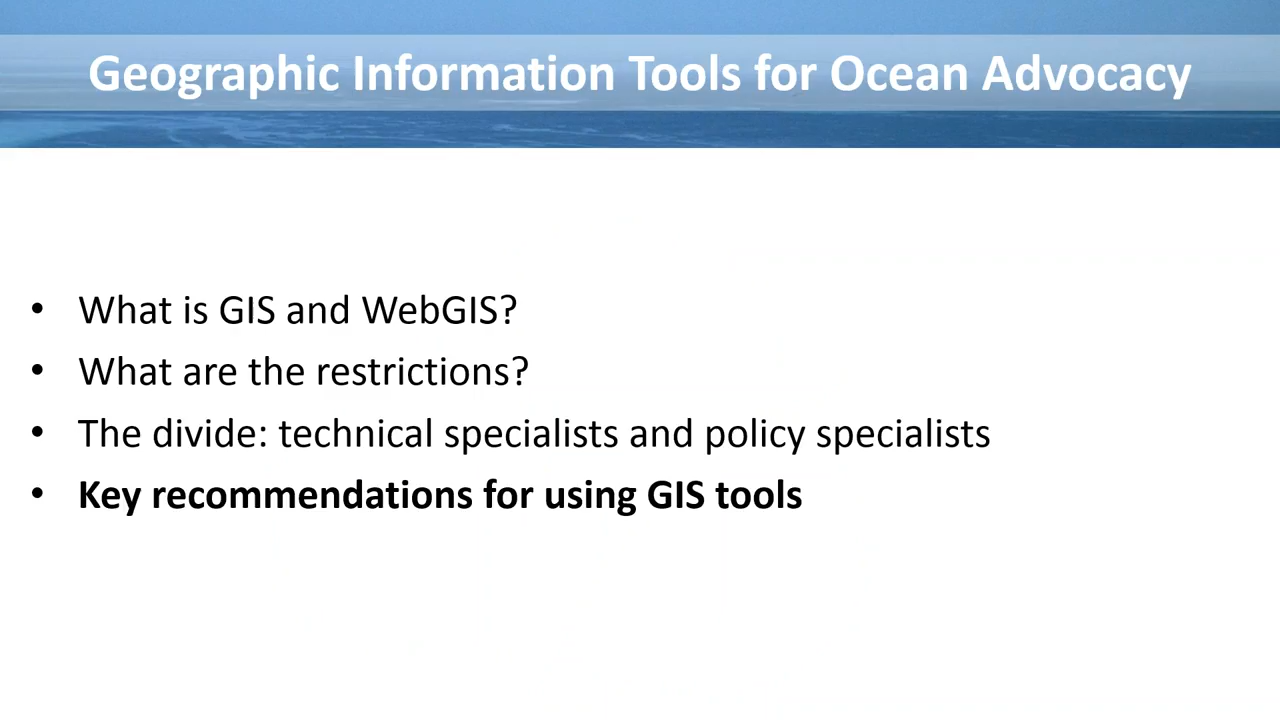 Geographic Information Tools for Ocean Advocacy
• What is GIS and WebGIS?
• What are the restrictions?
• The divide: technical specialists and policy specialists
• Key recommendations for using GIS tools